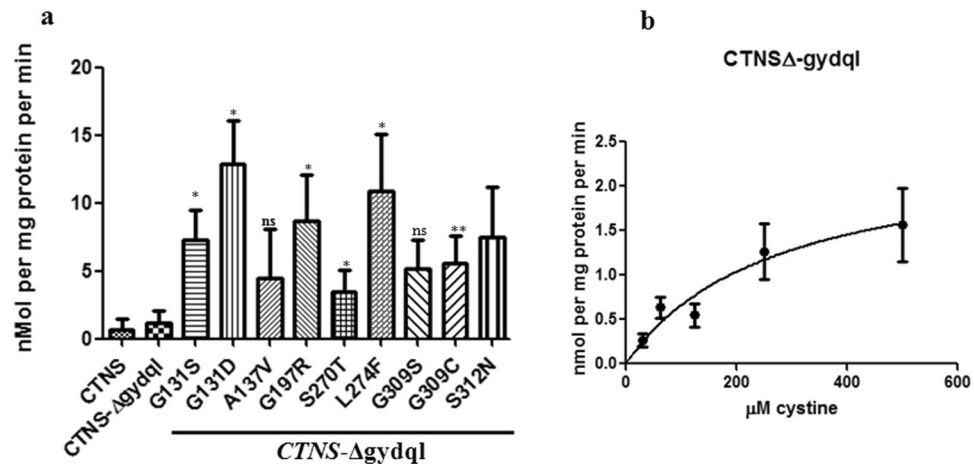 a
nMol per mg protein per min
20
15
10
5
0
*
*
ns
*
*
*
ns
**
CTNS
CTNS-Δgydql
G131S
G131D
A137V
G197R
S270T
L274F
G309S
G309C
S312N
CTNS-Δgydql
b
CTNSΔ-gydql
nmol per mg protein per min
2.5
2.0
1.5
1.0
0.5
0.0
0
200
400
600
μM cystine